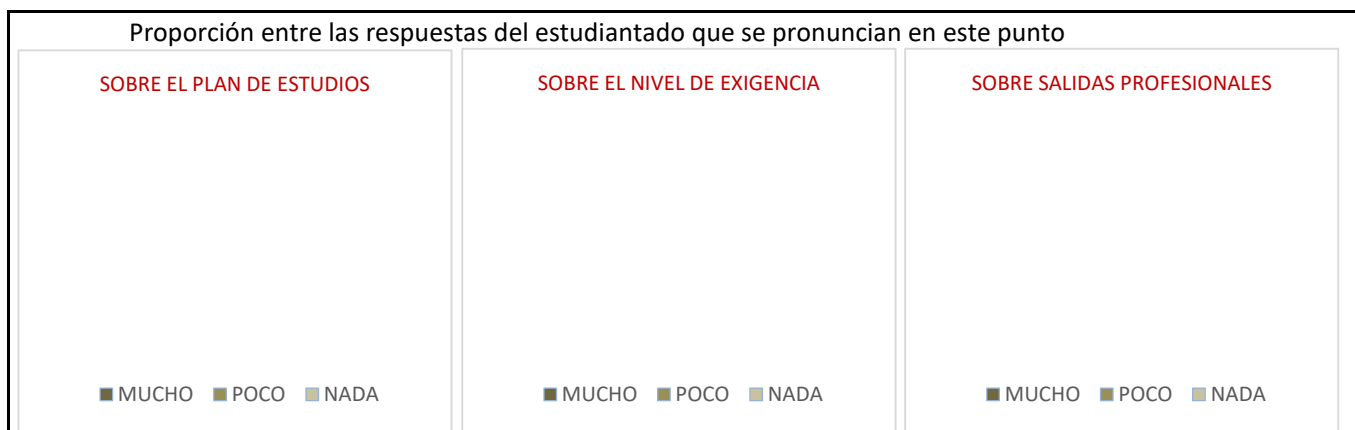 Proporción entre las respuestas del estudiantado que se pronuncian en este punto
SOBRE EL PLAN DE ESTUDIOS
MUCHO POCO NADA
SOBRE EL NIVEL DE EXIGENCIA
MUCHO POCO NADA
SOBRE SALIDAS PROFESIONALES
MUCHO POCO NADA